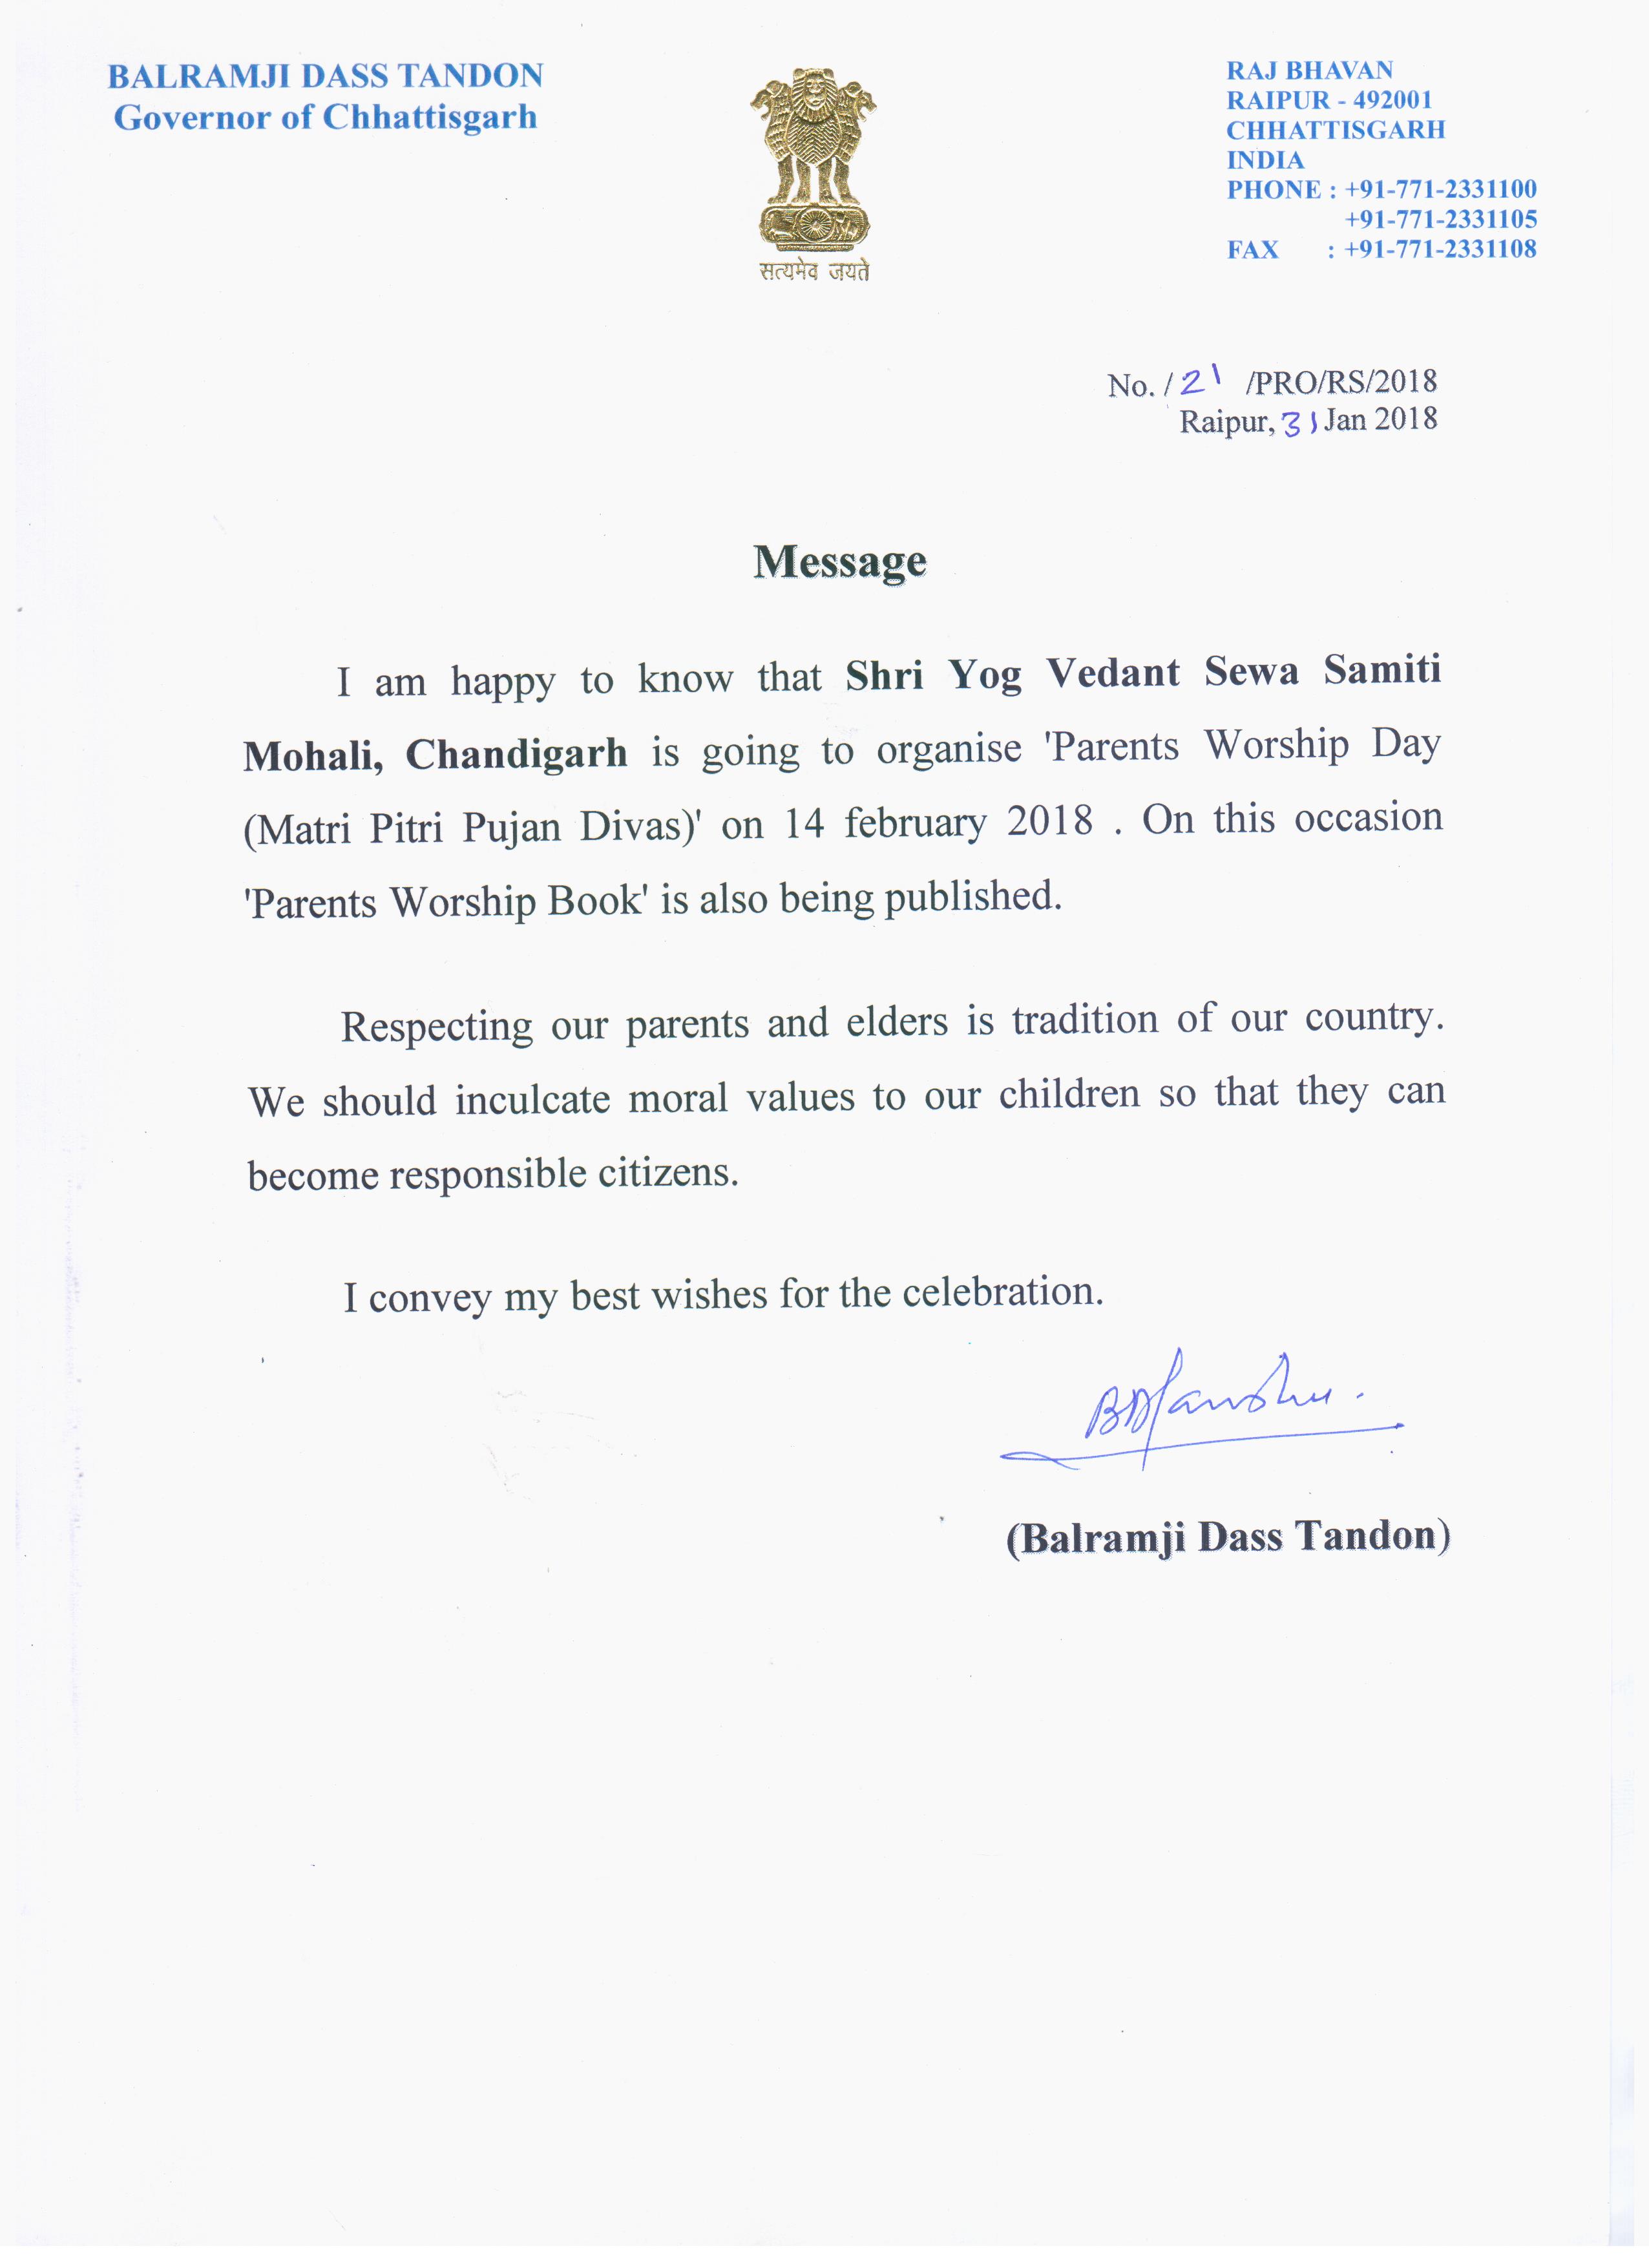 BALRAMJI DASS TANDON
Governor of Chhattisgarh
सत्यमेव जयते
RAJ BHAVAN
RAIPUR - 492001
CHHATTISGARH
INDIA
PHONE : +91-771-2331100
+91-771-2331105
FAX : +91-771-2331108
No. / 21 /PRO/RS/2018
Raipur, 31 Jan 2018
Message
I am happy to know that Shri Yog Vedant Sewa Samiti
Mohali, Chandigarh is going to organise 'Parents Worship Day
(Matri Pitri Pujan Divas)' on 14 february 2018 . On this occasion
'Parents Worship Book' is also being published.
Respecting our parents and elders is tradition of our country.
We should inculcate moral values to our children so that they can
become responsible citizens.
I convey my best wishes for the celebration.
(Balramji Dass Tandon)